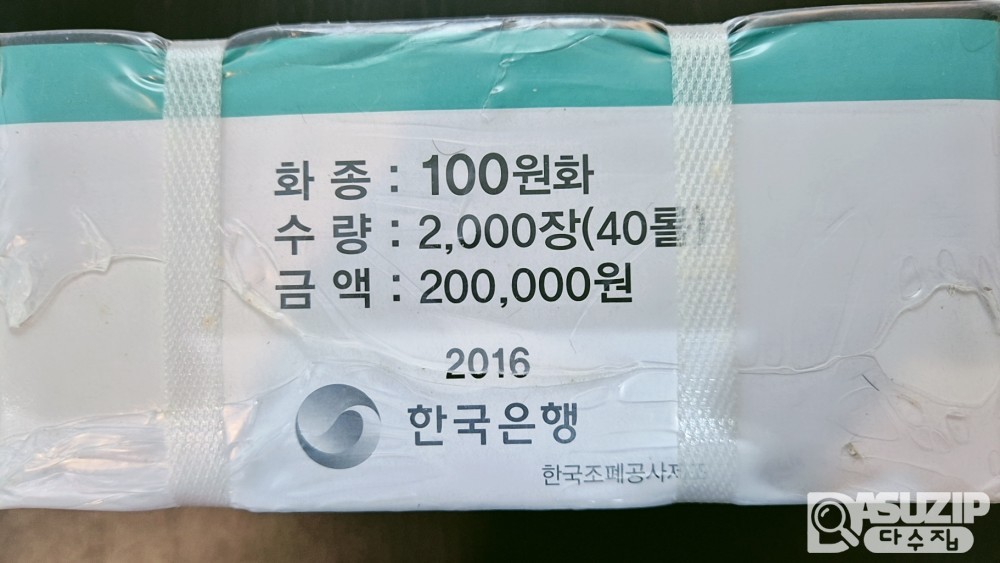 화 종 : 100원화
수 량 : 2,000장(40롤)
금 액 : 200,000원
2016
한국은행
한국조폐공사
DASUZIP
다수집